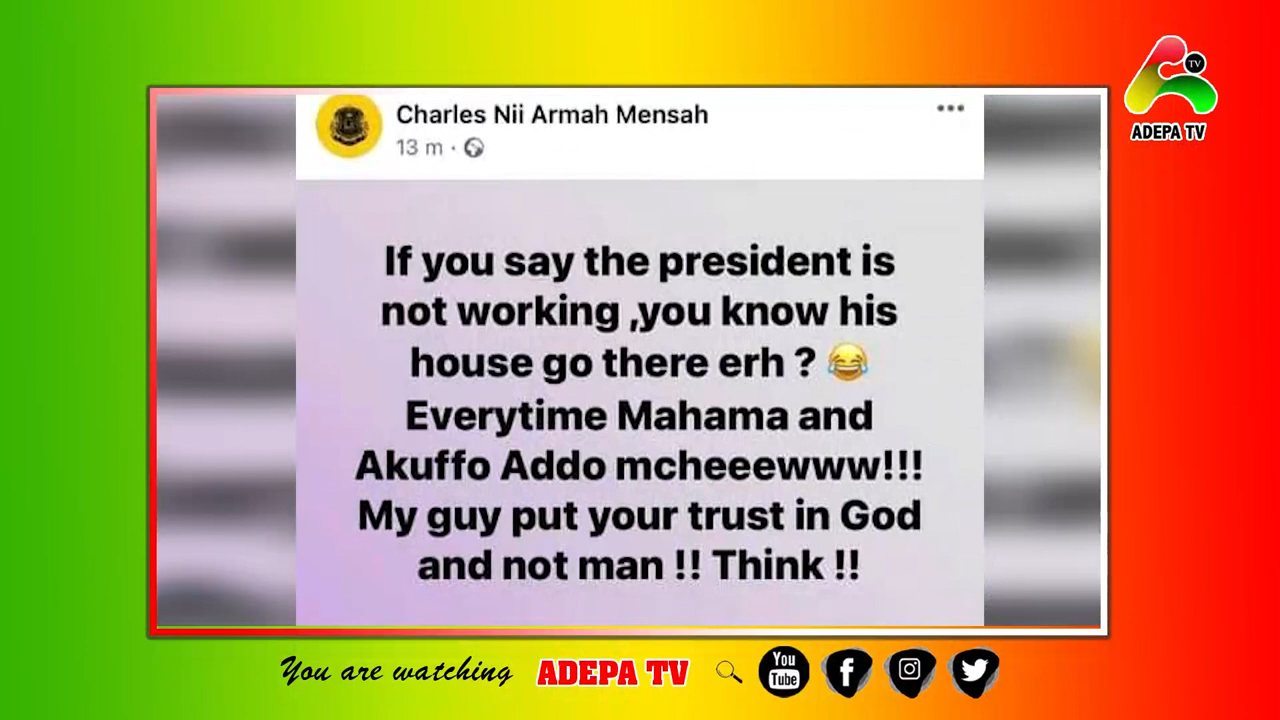 TV
ADEPA TV
Charles Nii Armah Mensah
13 m ·
If you say the president is
not working ,you know his
house go there erh ? 😂
Everytime Mahama and
Akuffo Addo mcheeewww!!!
My guy put your trust in God
and not man !! Think !!
You are watching ADEPA TV
You
Tube